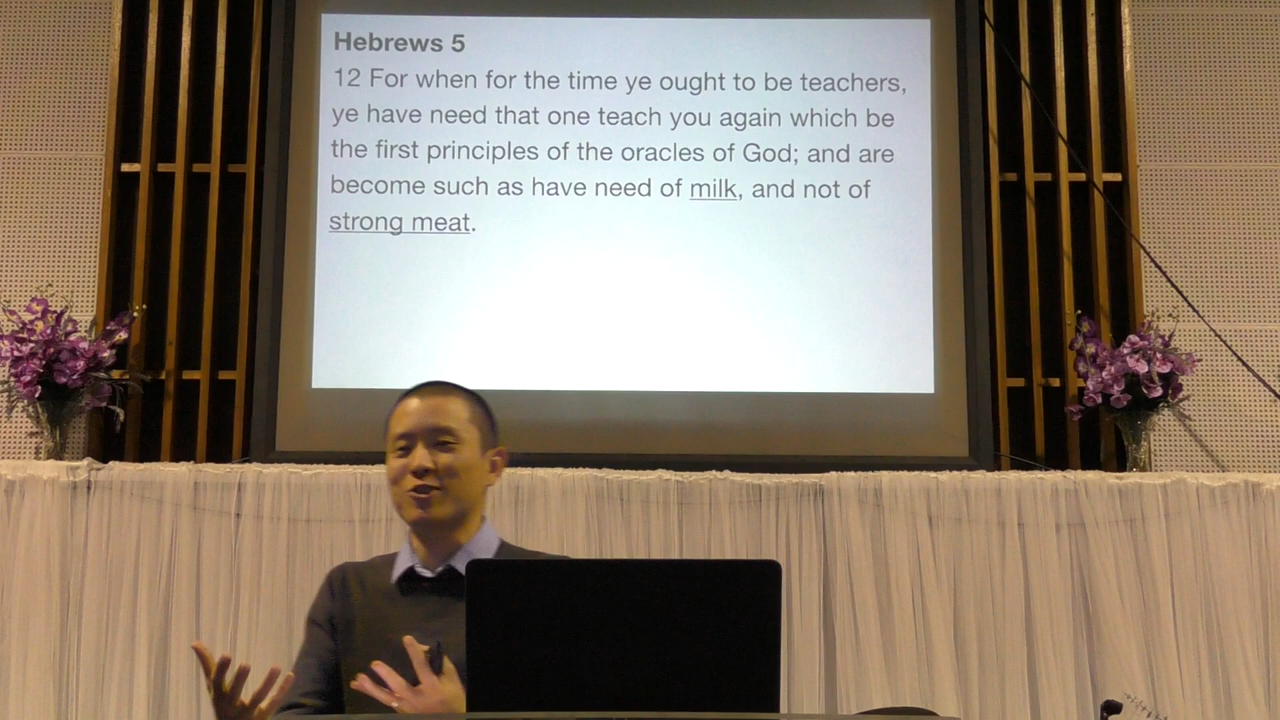 Hebrews 5
12 For when for the time ye ought to be teachers,
ye have need that one teach you again which be
the first principles of the oracles of God; and are
become such as have need of milk, and not of
strong meat.